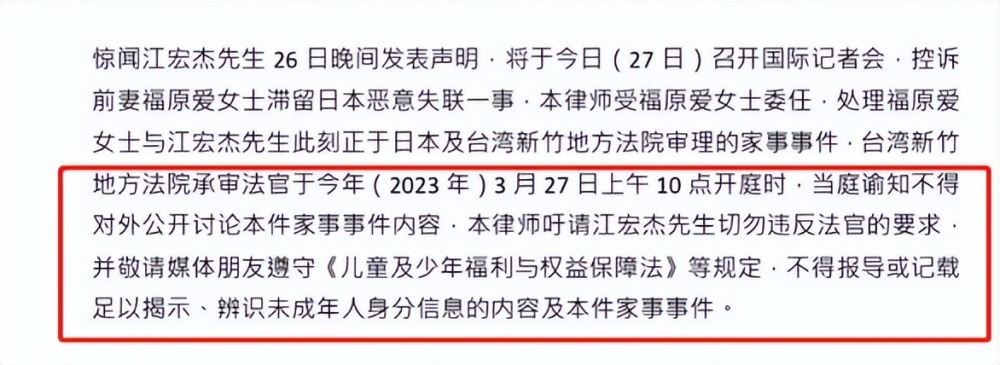 惊闻江宏杰先生 26 日晚间发表声明，将于今日（27 日）召开国际记者会，控诉
前妻福原爱女士滞留日本恶意失联一事，本律师受福原爱女士委任，处理福原爱
女士与江宏杰先生此刻正于日本及台湾新竹地方法院审理的家事事件，台湾新竹
地方法院承审法官于今年（2023 年）3 月 27 日上午 10 点开庭时，当庭谕知不得
对外公开讨论本件家事事件内容，本律师吁请江宏杰先生切勿违反法官的要求，
并敬请媒体朋友遵守《儿童及少年福利与权益保障法》等规定，不得报导或记载
足以揭示、辨识未成年人身分信息的内容及本件家事事件。